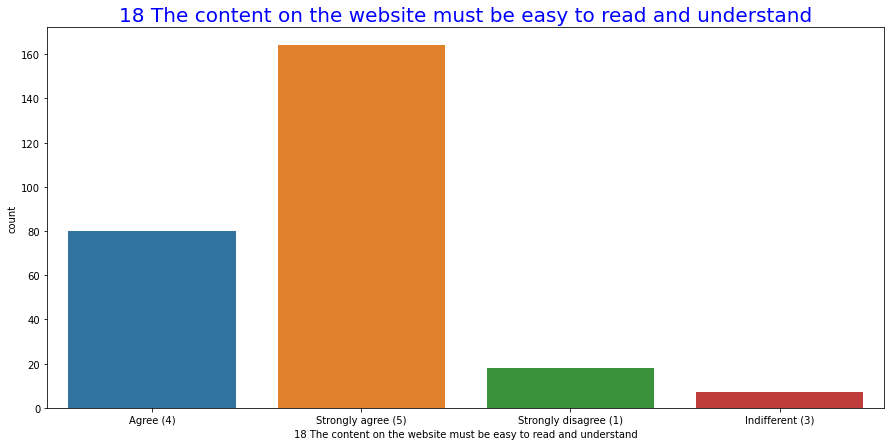 18 The content on the website must be easy to read and understand
160
140
120
100
80
60
40
20
0
count
Agree (4)
Strongly agree (5)
Strongly disagree (1)
Indifferent (3)
18 The content on the website must be easy to read and understand